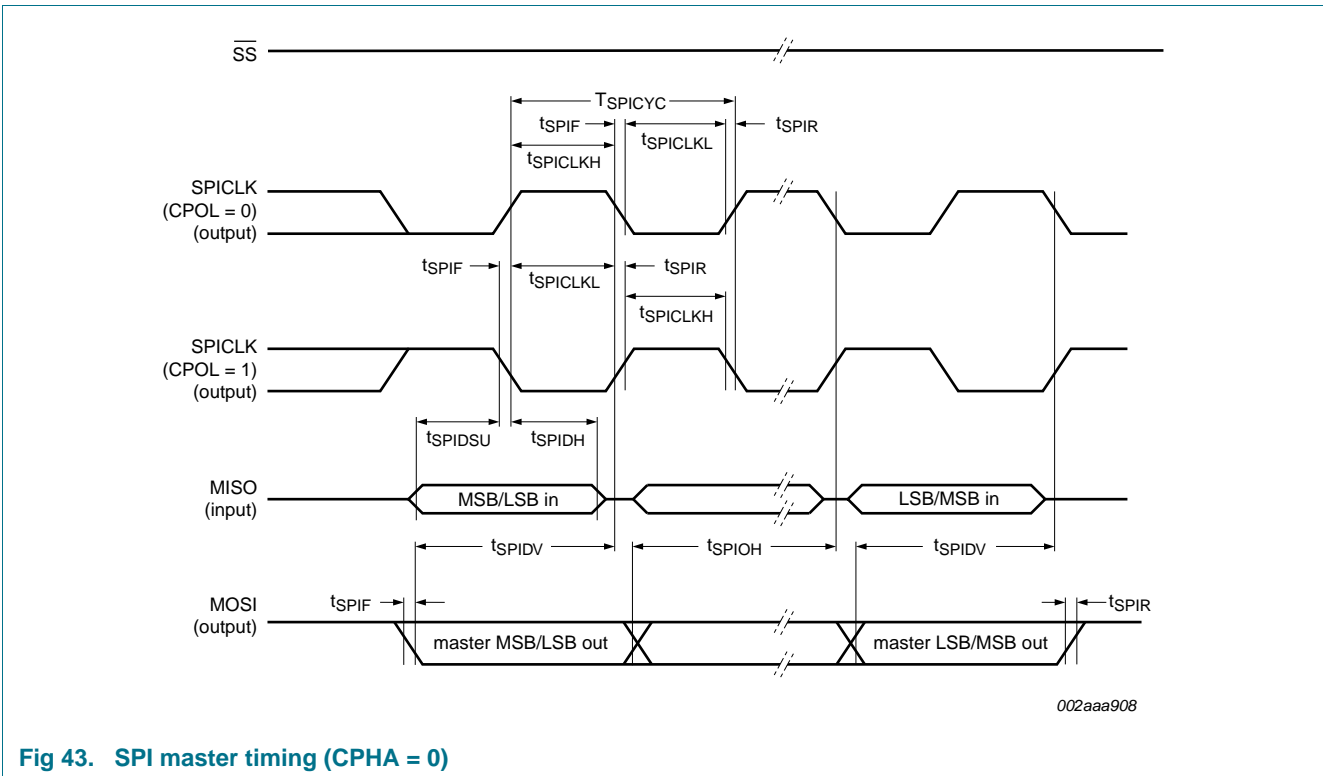 SS
TSPICYC
tSPIF
tSPICLKL
tSPIR
tSPICLKH
SPICLK
(CPOL = 0)
(output)
tSPIF
tSPICLKL
tSPIR
tSPICLKH
SPICLK
(CPOL = 1)
(output)
tSPIDSU
tSPIDH
MISO
(input)
MSB/LSB in
LSB/MSB in
tSPIDV
tSPIOH
tSPIDV
tSPIF
tSPIR
MOSI
(output)
master MSB/LSB out
master LSB/MSB out
002aaa908
Fig 43. SPI master timing (CPHA = 0)